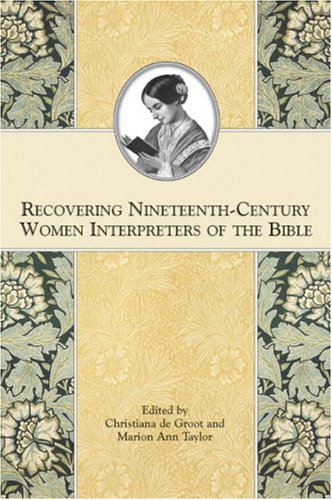 Recovering Nineteenth-Century
Women Interpreters of the Bible
Edited by
Christiana de Groot and
Marion Ann Taylor